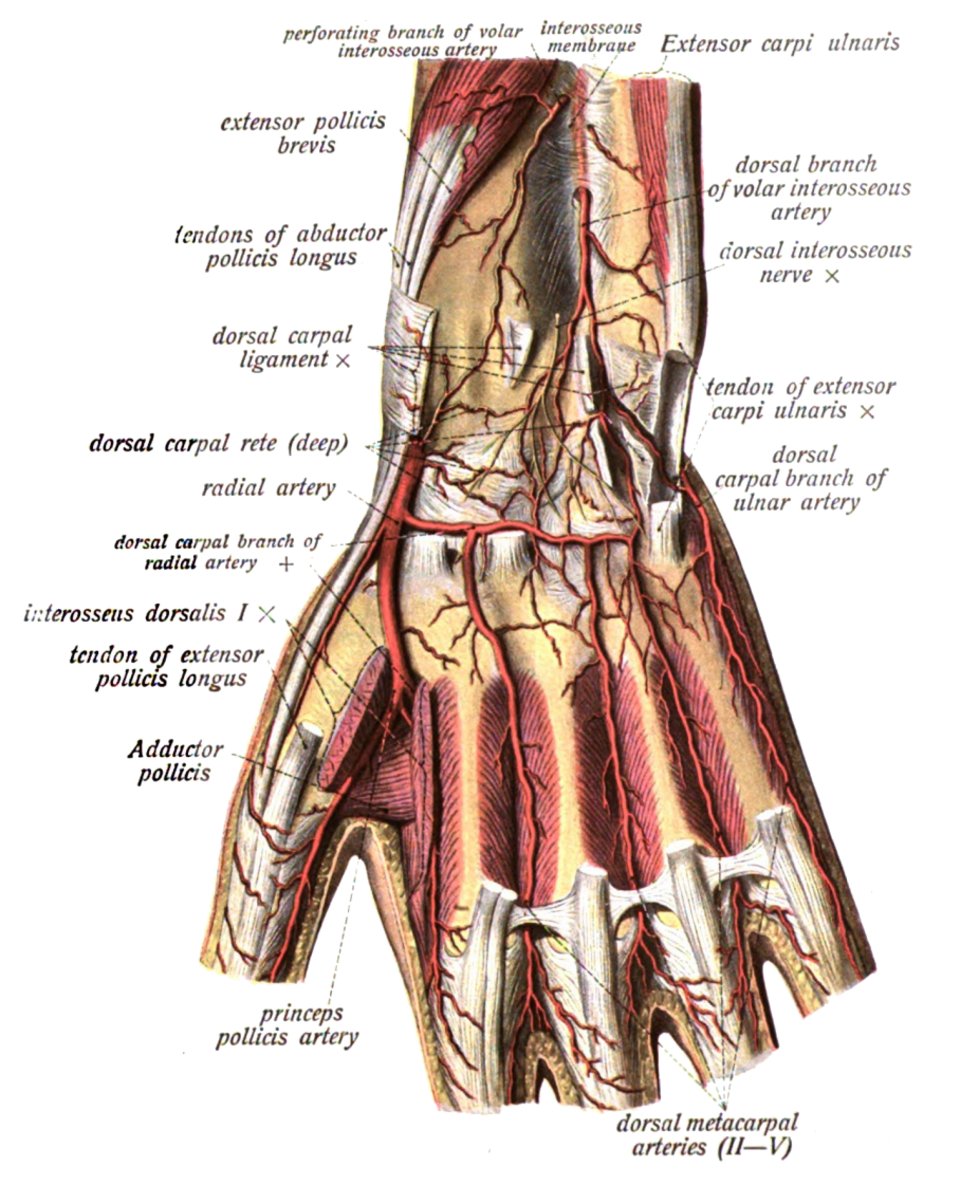 perforating branch of volar
interosseous artery
interosseous
membrane
Extensor carpi ulnaris
extensor pollicis
brevis
dorsal branch
of volar interosseous
artery
tendons of abductor
pollicis longus
dorsal interosseous
nerve ×
dorsal carpal
ligament ×
tendon of extensor
carpi ulnaris ×
dorsal carpal rete (deep)
dorsal
carpal branch of
ulnar artery
radial artery
dorsal carpal branch of
radial artery +
interosseus dorsalis I ×
tendon of extensor
pollicis longus
Adductor
pollicis
princeps
pollicis artery
dorsal metacarpal
arteries (II—V)